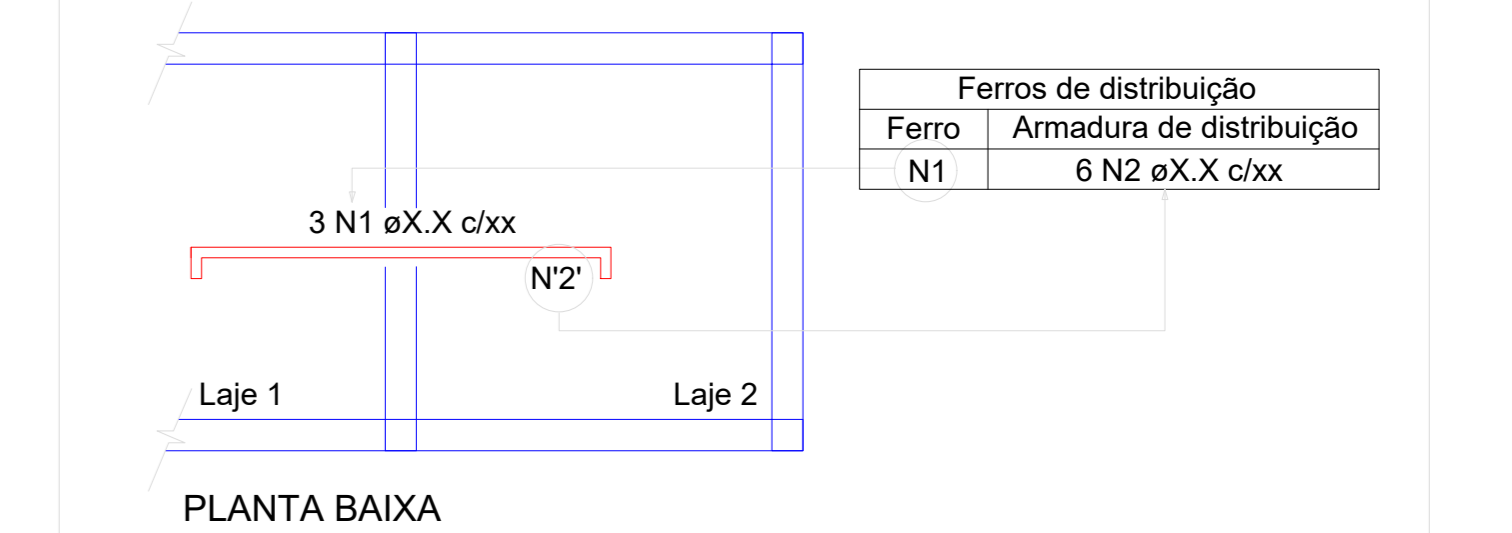 Ferros de distribuição
Ferro Armadura de distribuição
N1 6 N2 øX.X c/xx
3 N1 øX.X c/xx
N'2'
Laje 1 Laje 2
PLANTA BAIXA